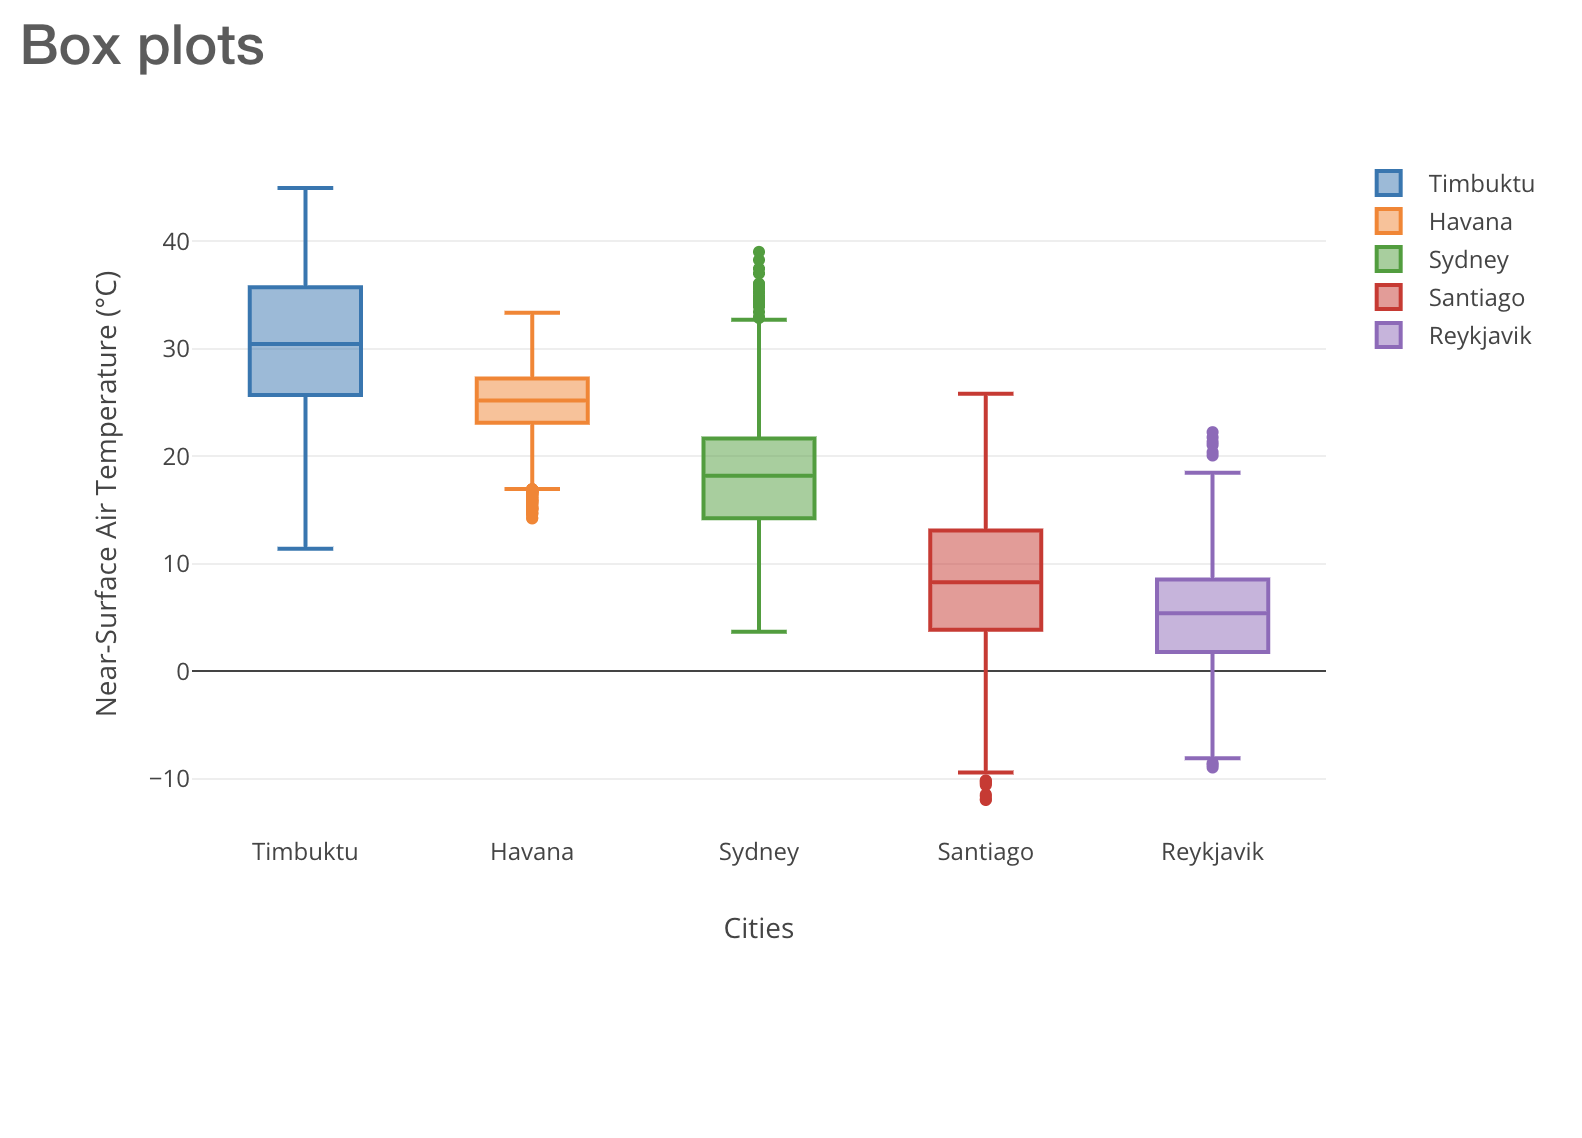 Box plots
Timbuktu
Havana
Sydney
Santiago
Reykjavik
Near-Surface Air Temperature (°C)
40
30
20
10
0
−10
Timbuktu Havana Sydney Santiago Reykjavik
Cities